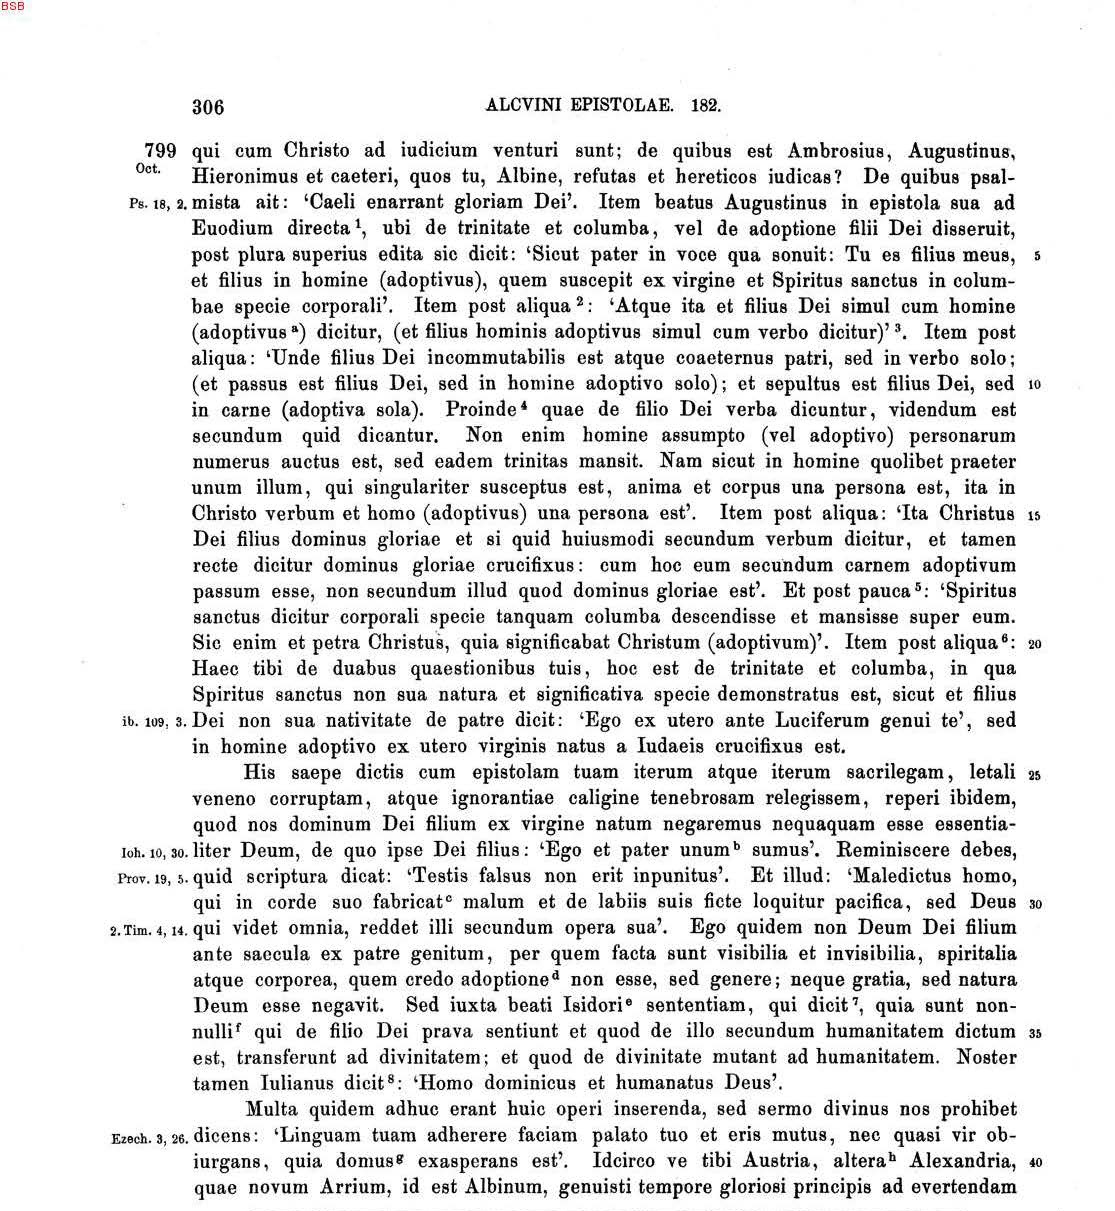 BSB
306 ALCVINI EPISTOLAE. 182.
799 qui cum Christo ad iudicium venturi sunt; de quibus est Ambrosius, Augustinus,
Oct. Hieronimus et caeteri, quos tu, Albine, refutas et hereticos iudicas? De quibus psal-
Ps. 18, 2. mista ait: ‘Caeli enarrant gloriam Dei’. Item beatus Augustinus in epistola sua ad
Euodium directa¹, ubi de trinitate et columba, vel de adoptione filii Dei disseruit,
post plura superius edita sic dicit: ‘Sicut pater in voce qua sonuit: Tu es filius meus, 5
et filius in homine (adoptivus), quem suscepit ex virgine et Spiritus sanctus in colum-
bae specie corporali’. Item post aliqua²: ‘Atque ita et filius Dei simul cum homine
(adoptivusᵃ) dicitur, (et filius hominis adoptivus simul cum verbo dicitur)’³. Item post
aliqua: ‘Unde filius Dei incommutabilis est atque coaeternus patri, sed in verbo solo;
(et passus est filius Dei, sed in homine adoptivo solo); et sepultus est filius Dei, sed 10
in carne (adoptiva sola). Proinde⁴ quae de filio Dei verba dicuntur, videndum est
secundum quid dicantur. Non enim homine assumpto (vel adoptivo) personarum
numerus auctus est, sed eadem trinitas mansit. Nam sicut in homine quolibet praeter
unum illum, qui singulariter susceptus est, anima et corpus una persona est, ita in
Christo verbum et homo (adoptivus) una persona est’. Item post aliqua: ‘Ita Christus 15
Dei filius dominus gloriae et si quid huiusmodi secundum verbum dicitur, et tamen
recte dicitur dominus gloriae crucifixus: cum hoc eum secundum carnem adoptivum
passum esse, non secundum illud quod dominus gloriae est’. Et post pauca⁵: ‘Spiritus
sanctus dicitur corporali specie tanquam columba descendisse et mansisse super eum.
Sic enim et petra Christus, quia significabat Christum (adoptivum)’. Item post aliqua⁶: 20
Haec tibi de duabus quaestionibus tuis, hoc est de trinitate et columba, in qua
Spiritus sanctus non sua natura et significativa specie demonstratus est, sicut et filius
ib. 109, 3. Dei non sua nativitate de patre dicit: ‘Ego ex utero ante Luciferum genui te’, sed
in homine adoptivo ex utero virginis natus a Iudaeis crucifixus est.
His saepe dictis cum epistolam tuam iterum atque iterum sacrilegam, letali 25
veneno corruptam, atque ignorantiae caligine tenebrosam relegissem, reperi ibidem,
quod nos dominum Dei filium ex virgine natum negaremus nequaquam esse essentia-
Ioh. 10, 30. liter Deum, de quo ipse Dei filius: ‘Ego et pater unumᵇ sumus’. Reminiscere debes,
Prov. 19, 5. quid scriptura dicat: ‘Testis falsus non erit inpunitus’. Et illud: ‘Maledictus homo,
qui in corde suo fabricatᶜ malum et de labiis suis ficte loquitur pacifica, sed Deus 30
2. Tim. 4, 14. qui videt omnia, reddet illi secundum opera sua’. Ego quidem non Deum Dei filium
ante saecula ex patre genitum, per quem facta sunt visibilia et invisibilia, spiritalia
atque corporea, quem credo adoptioneᵈ non esse, sed genere; neque gratia, sed natura
Deum esse negavit. Sed iuxta beati Isidoriᵉ sententiam, qui dicit⁷, quia sunt non-
nulliᶠ qui de filio Dei prava sentiunt et quod de illo secundum humanitatem dictum 35
est, transferunt ad divinitatem; et quod de divinitate mutant ad humanitatem. Noster
tamen Iulianus dicit⁸: ‘Homo dominicus et humanatus Deus’.
Multa quidem adhuc erant huic operi inserenda, sed sermo divinus nos prohibet
Ezech. 3, 26. dicens: ‘Linguam tuam adherere faciam palato tuo et eris mutus, nec quasi vir ob-
iurgans, quia domusᵍ exasperans est’. Idcirco ve tibi Austria, alteraʰ Alexandria, 40
quae novum Arrium, id est Albinum, genuisti tempore gloriosi principis ad evertendam